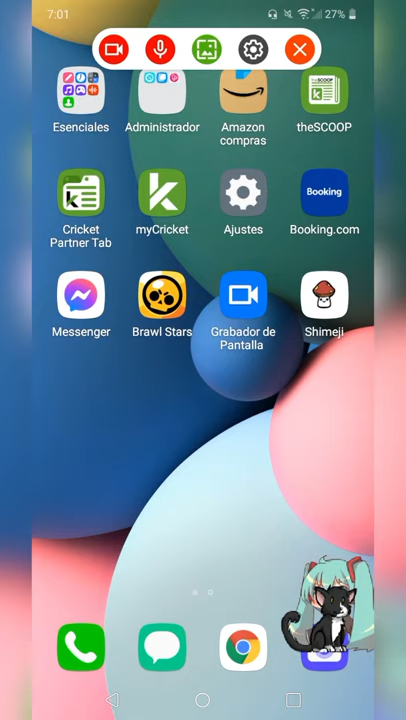 7:01
27%
Esenciales
Administrador
Amazon
compras
theSCOOP
Cricket
Partner Tab
myCricket
Ajustes
Booking
Booking.com
Messenger
Brawl Stars
Grabador de
Pantalla
Shimeji